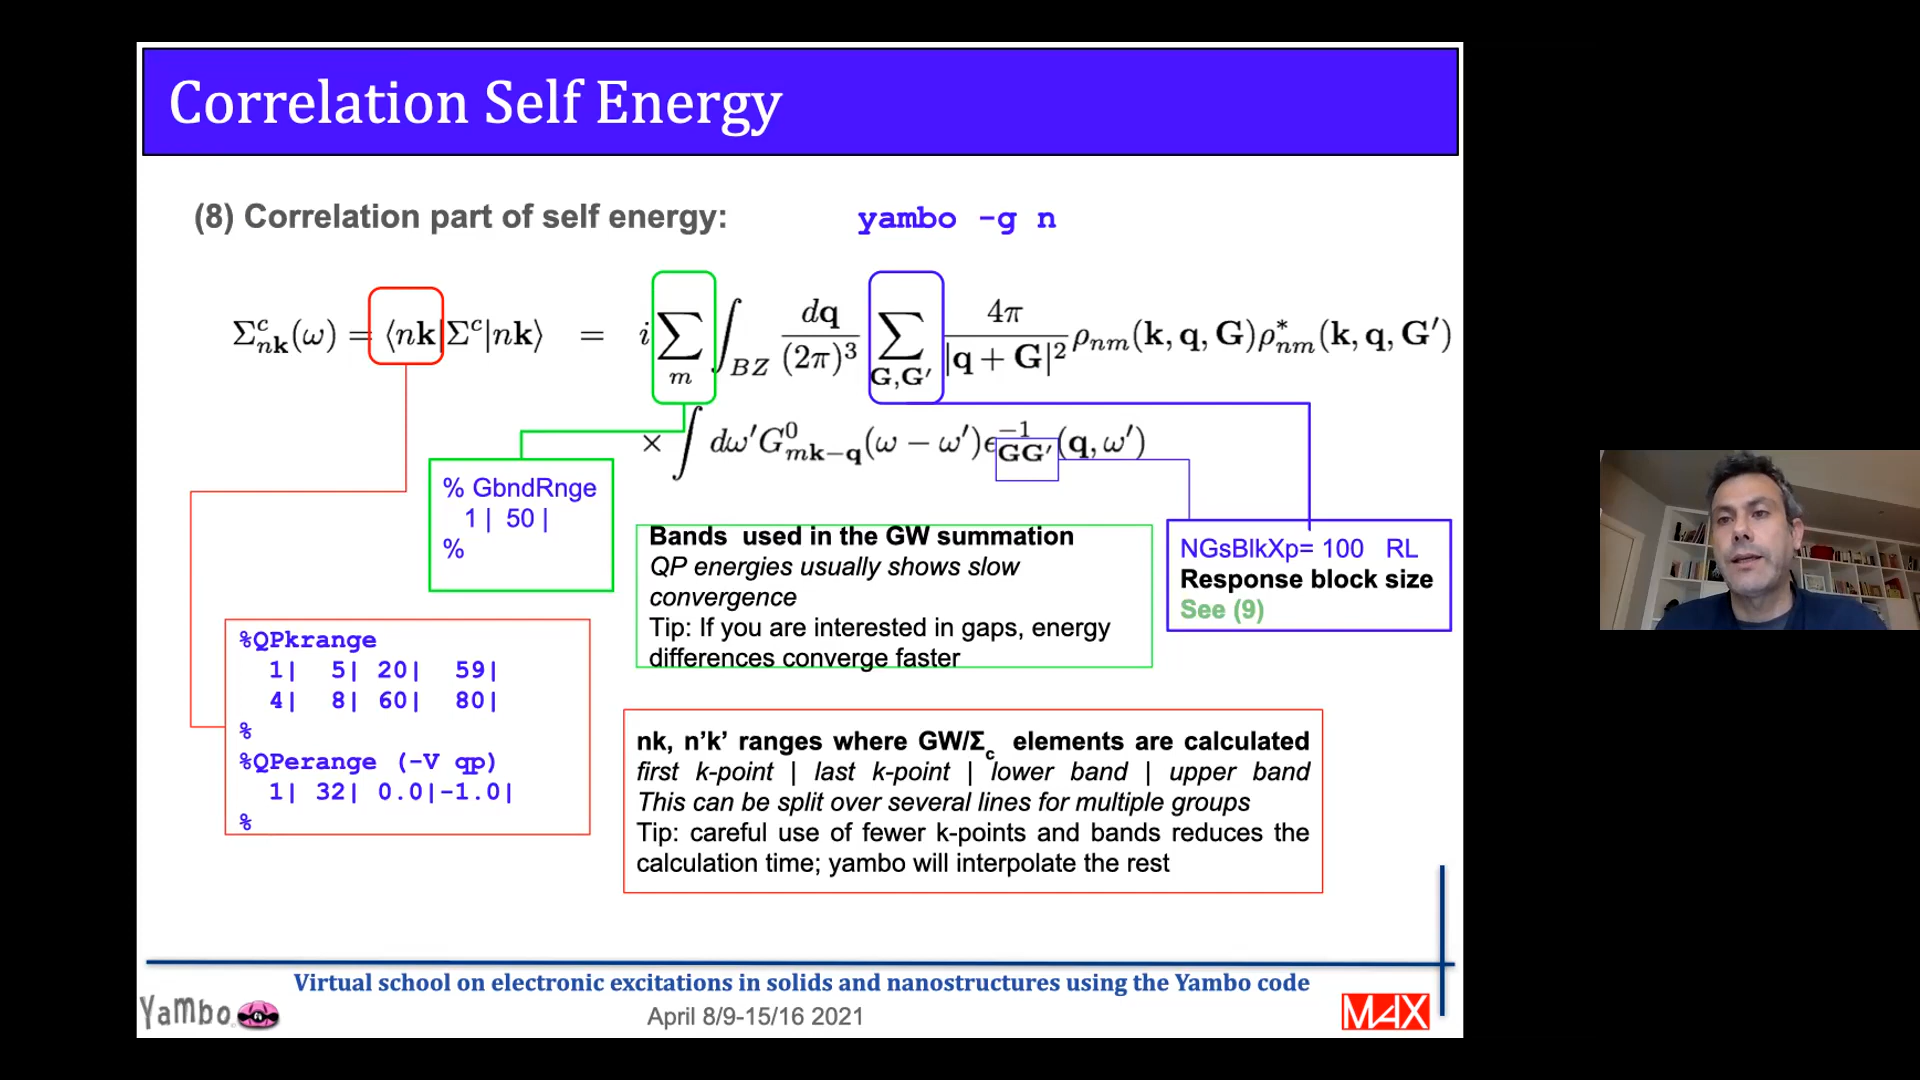 Correlation Self Energy
(8) Correlation part of self energy: yambo -g n
Σᶜₙₖ(ω) = ⟨nk|Σᶜ|nk⟩ = i ∑ₘ ∫_BZ dq/(2π)³ ∑_G,G′ 4π/|q + G|² ρₙₘ(k, q, G)ρ*ₙₘ(k, q, G′)
× ∫ dω′G⁰_mk−q(ω − ω′)ϵ⁻¹_GG′(q, ω′)
% GbndRnge
1 | 50 |
%
Bands used in the GW summation
QP energies usually shows slow
convergence
Tip: If you are interested in gaps, energy
differences converge faster
NGsBlkXp= 100 RL
Response block size
See (9)
%QPkrange
1| 5| 20| 59|
4| 8| 60| 80|
%
%QPerange (-V qp)
1| 32| 0.0|-1.0|
%
nk, n’k’ ranges where GW/Σc elements are calculated
first k-point | last k-point | lower band | upper band
This can be split over several lines for multiple groups
Tip: careful use of fewer k-points and bands reduces the
calculation time; yambo will interpolate the rest
Virtual school on electronic excitations in solids and nanostructures using the Yambo code
Yambo
April 8/9-15/16 2021
MAX